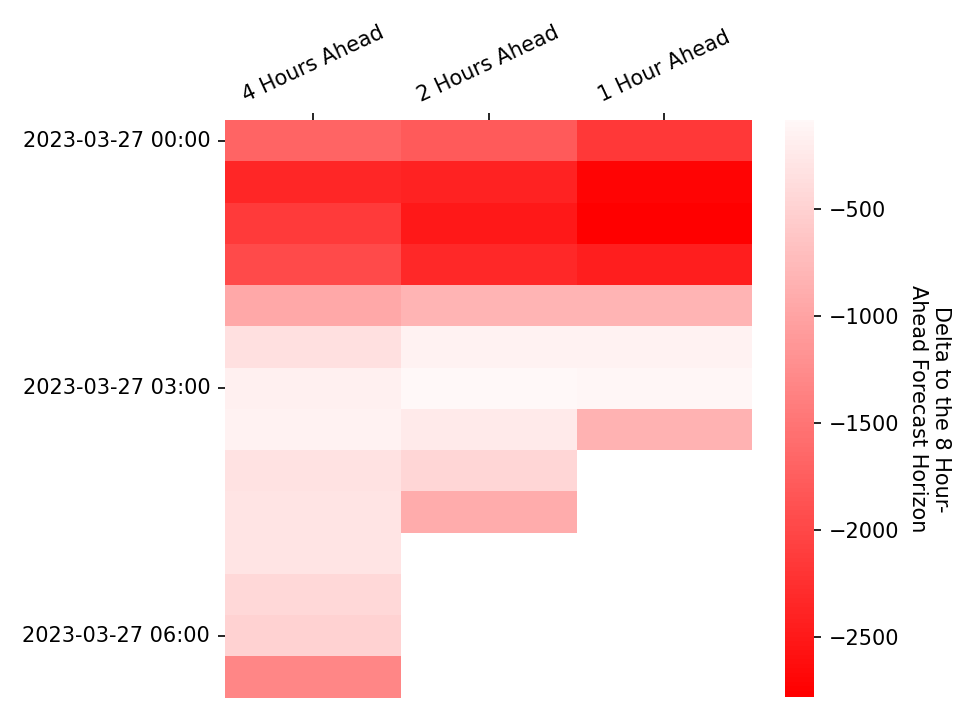 4 Hours Ahead
2 Hours Ahead
1 Hour Ahead
2023-03-27 00:00
2023-03-27 03:00
2023-03-27 06:00
−500
−1000
−1500
−2000
−2500
Delta to the 8 Hour-
Ahead Forecast Horizon